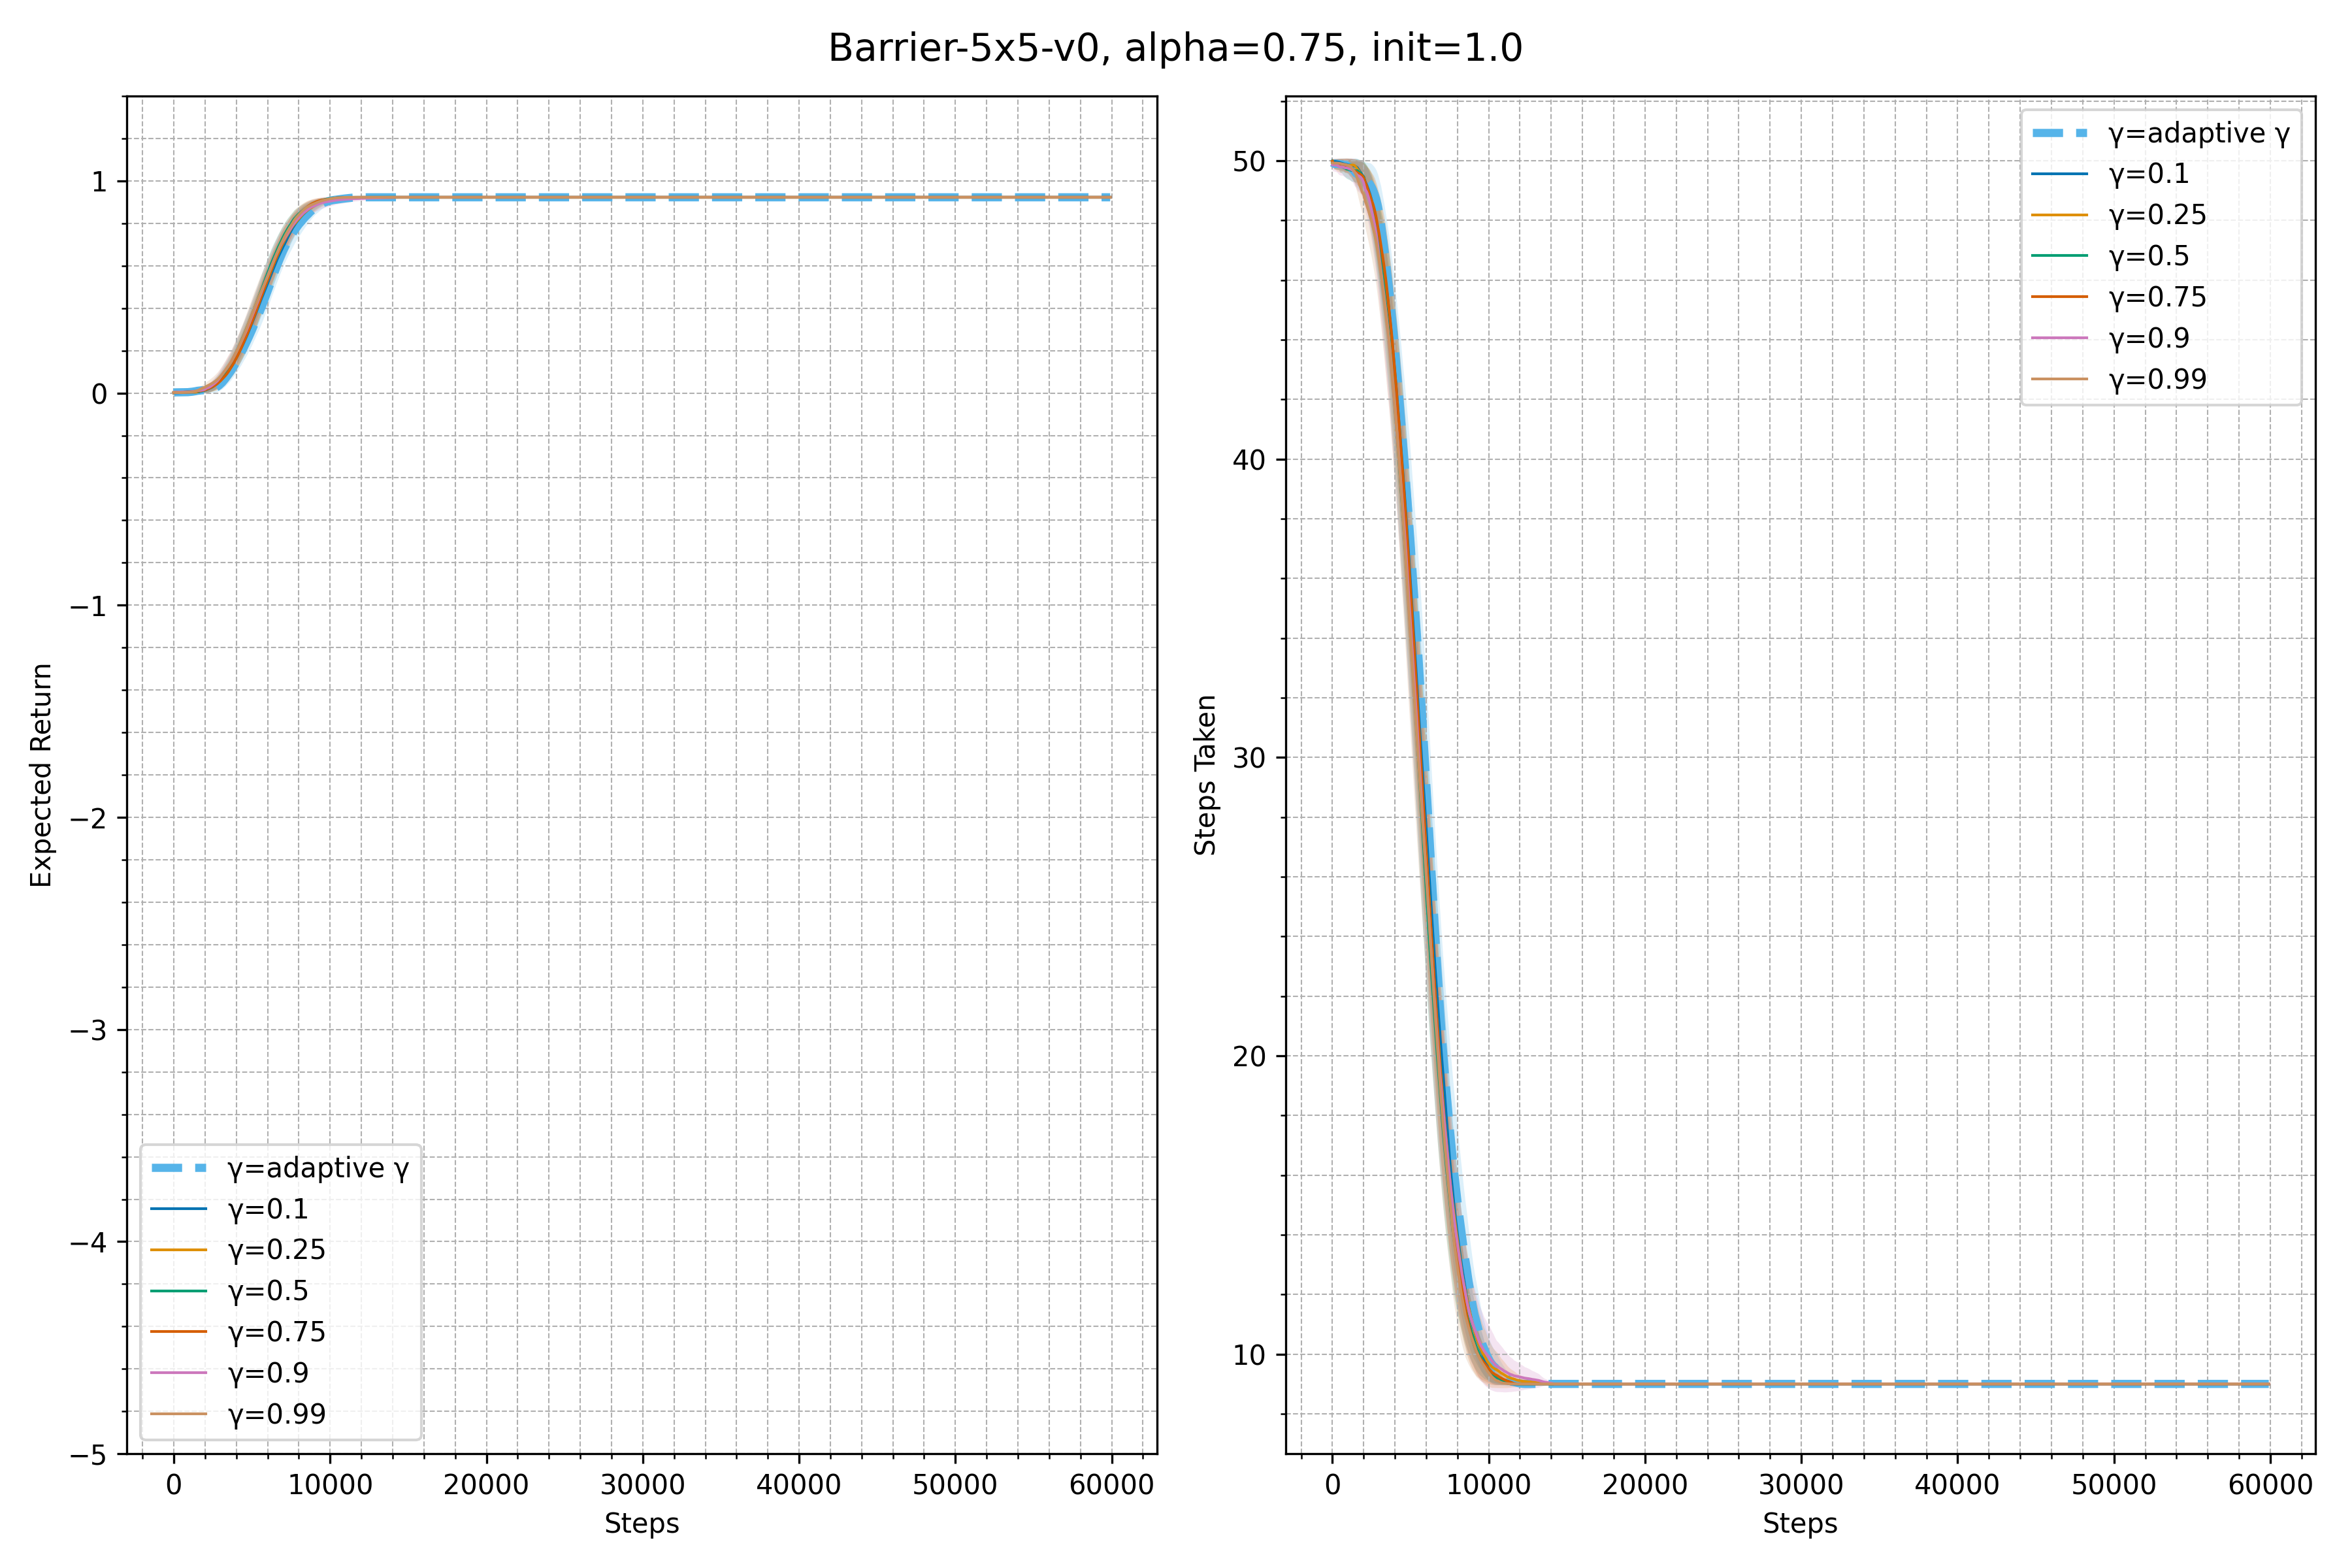 Barrier-5x5-v0, alpha=0.75, init=1.0
Expected Return
1
0
−1
−2
−3
−4
−5
γ=adaptive γ
γ=0.1
γ=0.25
γ=0.5
γ=0.75
γ=0.9
γ=0.99
0 10000 20000 30000 40000 50000 60000
Steps
Steps Taken
50
40
30
20
10
γ=adaptive γ
γ=0.1
γ=0.25
γ=0.5
γ=0.75
γ=0.9
γ=0.99
0 10000 20000 30000 40000 50000 60000
Steps